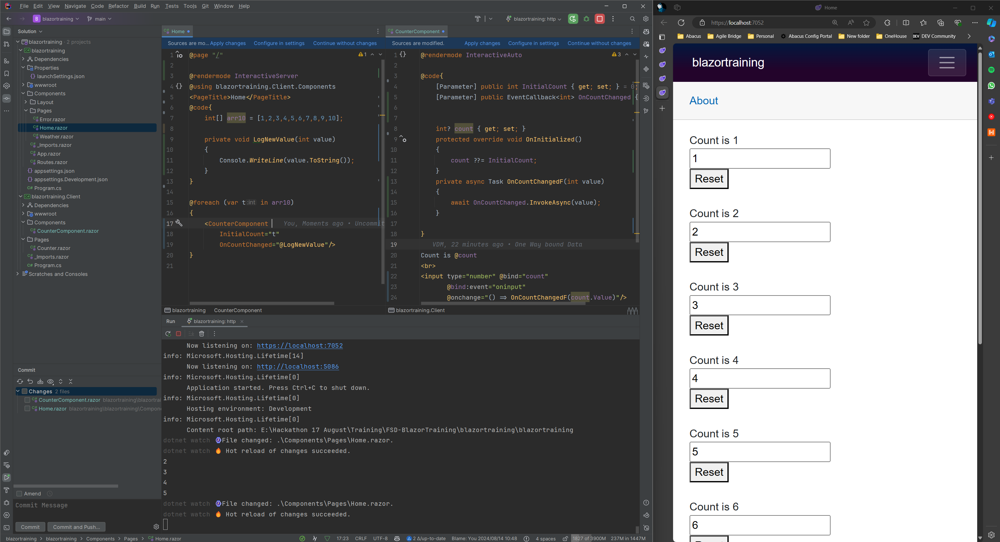 File Edit View Navigate Code Refactor Build Run Tests Tools Git Window Help
B blazortraining main blazortraining: http
Solution
blazortraining · 2 projects
blazortraining
Dependencies
Properties
launchSettings.json
wwwroot
Components
Layout
Pages
Error.razor
Home.razor
Weather.razor
_Imports.razor
App.razor
Routes.razor
appsettings.json
appsettings.Development.json
Program.cs
blazortraining.Client
Dependencies
wwwroot
Components
CounterComponent.razor
Pages
Counter.razor
_Imports.razor
Program.cs
Scratches and Consoles
Commit
Changes 2 files
CounterComponent.razor blazortraining\blazortrai
Home.razor blazortraining\blazortraining\Compon
Amend
Commit Message
Commit Commit and Push...
Home
Sources are mo... Apply changes Configure in settings Continue without changes
1 @page "/"
2
3 @rendermode InteractiveServer
4 @using blazortraining.Client.Components
5 <PageTitle>Home</PageTitle>
6 @code{
7 int[] arr10 = [1,2,3,4,5,6,7,8,9,10];
8
9 private void LogNewValue(int value)
10 {
11 Console.WriteLine(value.ToString());
12 }
13 }
14
15 @foreach (var t:int in arr10)
16 {
17 <CounterComponent You, Moments ago • Uncommit
18 InitialCount="t"
19 OnCountChanged="@LogNewValue"/>
20 }
21
blazortraining CounterComponent
CounterComponent
Sources are modified. Apply changes Configure in settings Continue without changes
1 @rendermode InteractiveAuto
2
3 @code{
4 [Parameter] public int InitialCount { get; set; } = 0;
5 [Parameter] public EventCallback<int> OnCountChanged {
6
7
8 int? count { get; set; }
9 protected override void OnInitialized()
10 {
11 count ??= InitialCount;
12 }
13 private async Task OnCountChangedF(int value)
14 {
15 await OnCountChanged.InvokeAsync(value);
16 }
17
18 }
19 VDM, 22 minutes ago • One Way bound Data
20 Count is @count
21 <br>
22 <input type="number" @bind="count"
23 @bind:event="oninput"
24 @onchange="() => OnCountChangedF(count.Value)"/>
blazortraining.Client
1
3
Run blazortraining: http
Now listening on: https://localhost:7052
info: Microsoft.Hosting.Lifetime[14]
Now listening on: http://localhost:5086
info: Microsoft.Hosting.Lifetime[0]
Application started. Press Ctrl+C to shut down.
info: Microsoft.Hosting.Lifetime[0]
Hosting environment: Development
info: Microsoft.Hosting.Lifetime[0]
Content root path: E:\Hackathon 17 August\Training\FSD-BlazorTraining\blazortraining\blazortraining
dotnet watch File changed: .\Components\Pages\Home.razor.
dotnet watch 🔥 Hot reload of changes succeeded.
2
3
4
5
dotnet watch File changed: .\Components\Pages\Home.razor.
dotnet watch 🔥 Hot reload of changes succeeded.
blazortraining > blazortraining > Components > Pages > Home.razor
17:23 CRLF UTF-8 2 Δ/up-to-date Blame: You 2024/08/14 10:48 4 spaces 1827 of 3900M 237M in 1447M
Home
https://localhost:7052
Abacus Agile Bridge Personal Abacus Config Portal New folder OneHouse DEV DEV Community
blazortraining
About
Count is 1
1
Reset
Count is 2
2
Reset
Count is 3
3
Reset
Count is 4
4
Reset
Count is 5
5
Reset
Count is 6
6